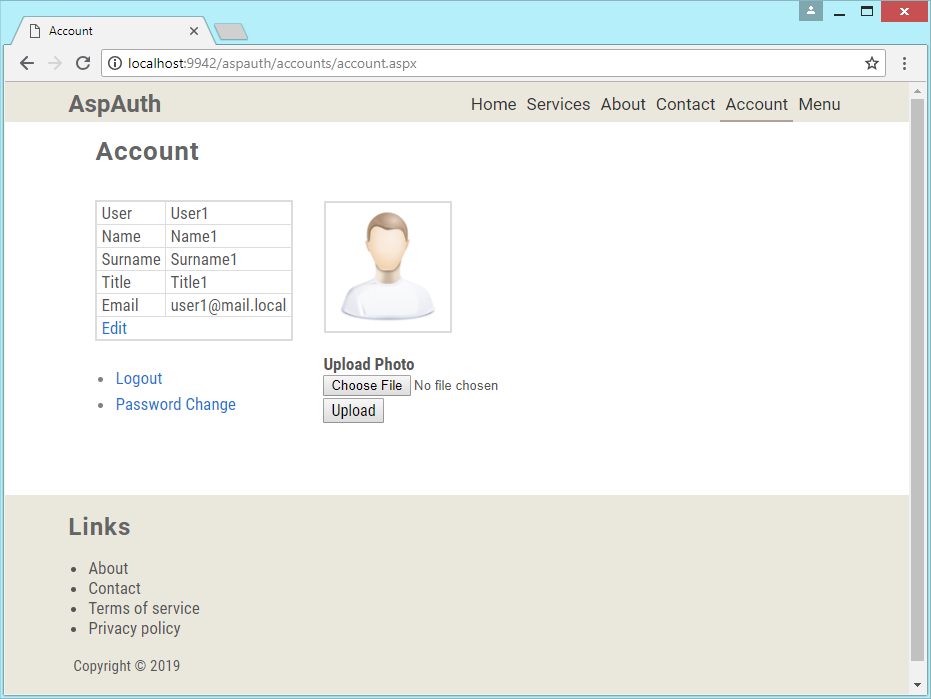 Account
localhost:9942/aspauth/accounts/account.aspx
AspAuth
Home Services About Contact Account Menu
Account
User User1
Name Name1
Surname Surname1
Title Title1
Email user1@mail.local
Edit
Logout
Password Change
Upload Photo
Choose File No file chosen
Upload
Links
About
Contact
Terms of service
Privacy policy
Copyright © 2019